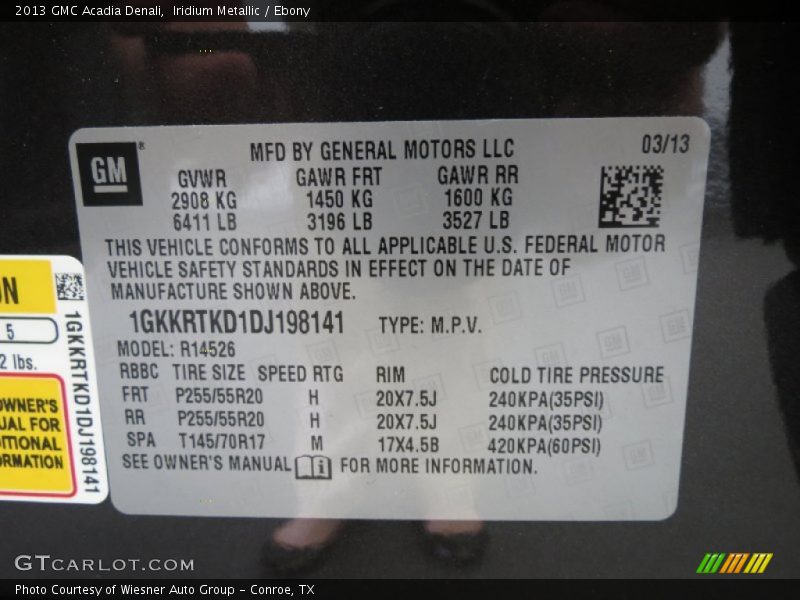 2013 GMC Acadia Denali,  Iridium Metallic / Ebony
GM ®
MFD BY GENERAL MOTORS LLC
03/13
GVWR GAWR FRT GAWR RR
2908 KG 1450 KG 1600 KG
6411 LB 3196 LB 3527 LB
THIS VEHICLE CONFORMS TO ALL APPLICABLE U.S. FEDERAL MOTOR
VEHICLE SAFETY STANDARDS IN EFFECT ON THE DATE OF
MANUFACTURE SHOWN ABOVE.
1GKKRTKD1DJ198141 TYPE: M.P.V.
MODEL: R14526
RBBC TIRE SIZE SPEED RTG RIM COLD TIRE PRESSURE
FRT P255/55R20 H 20X7.5J 240KPA(35PSI)
RR P255/55R20 H 20X7.5J 240KPA(35PSI)
SPA T145/70R17 M 17X4.5B 420KPA(60PSI)
SEE OWNER'S MANUAL FOR MORE INFORMATION.
5
2 lbs.
OWNER'S
FOR
1GKKRTKD1DJ198141
GTCARLOT.COM
Photo Courtesy of Wiesner Auto Group - Conroe, TX